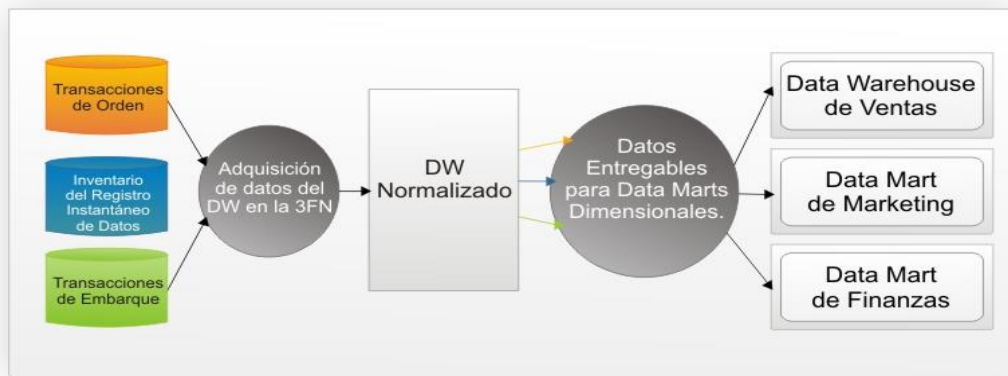 Transacciones
de Orden
Inventario
del Registro
Instantáneo
de Datos
Transacciones
de Embarque
Adquisición
de datos del
DW en la 3FN
DW
Normalizado
Datos
Entregables
para Data Marts
Dimensionales.
Data Warehouse
de Ventas
Data Mart
de Marketing
Data Mart
de Finanzas